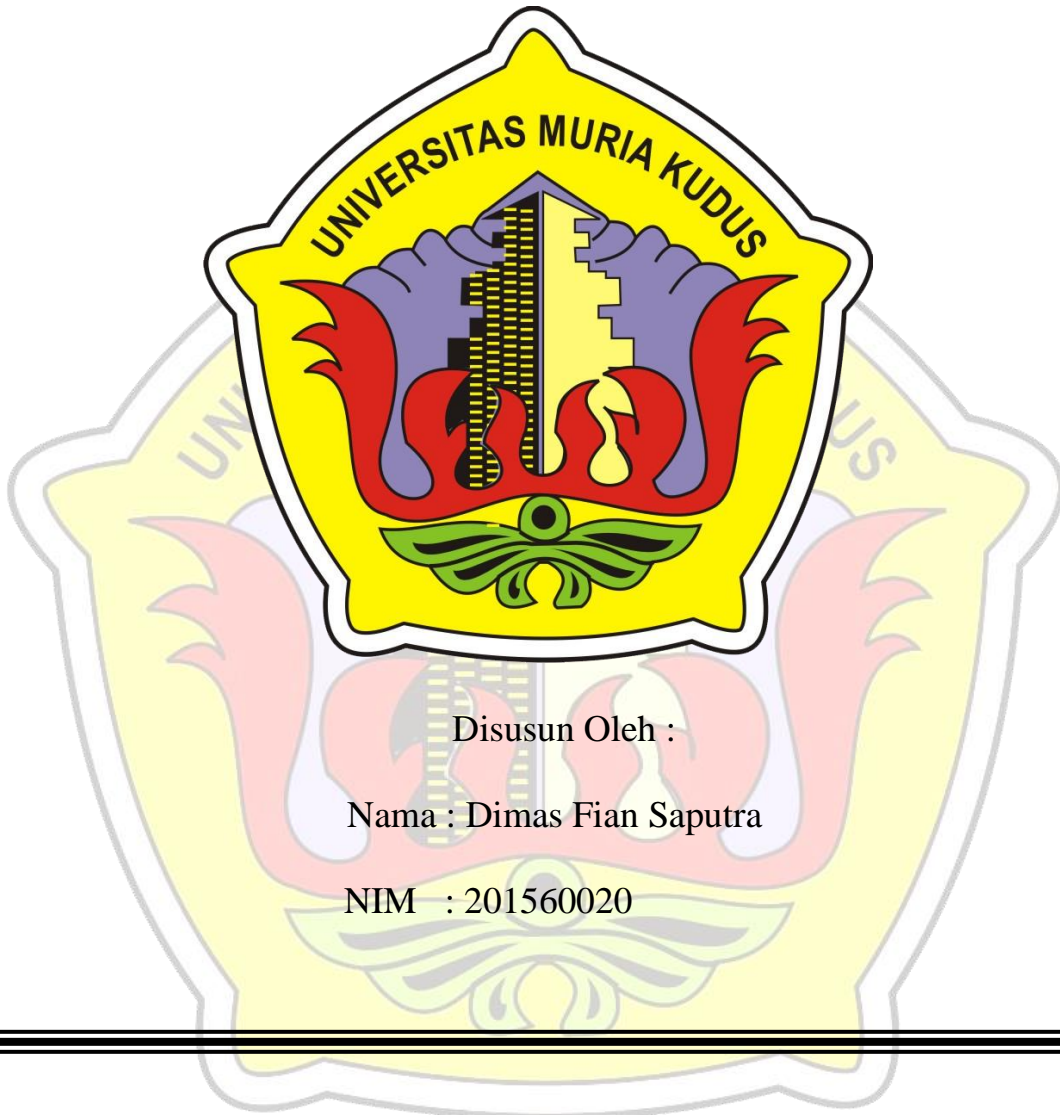 UNIVERSITAS MURIA KUDUS
Disusun Oleh :
Nama : Dimas Fian Saputra
NIM : 201560020